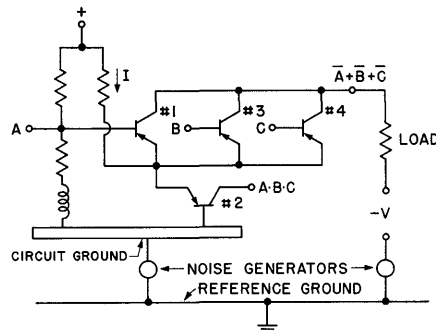 +
I
#1
#3
#4
A̅+B̅+C̅
A
B
C
LOAD
#2
A·B·C
-V
CIRCUIT GROUND
NOISE GENERATORS
REFERENCE GROUND